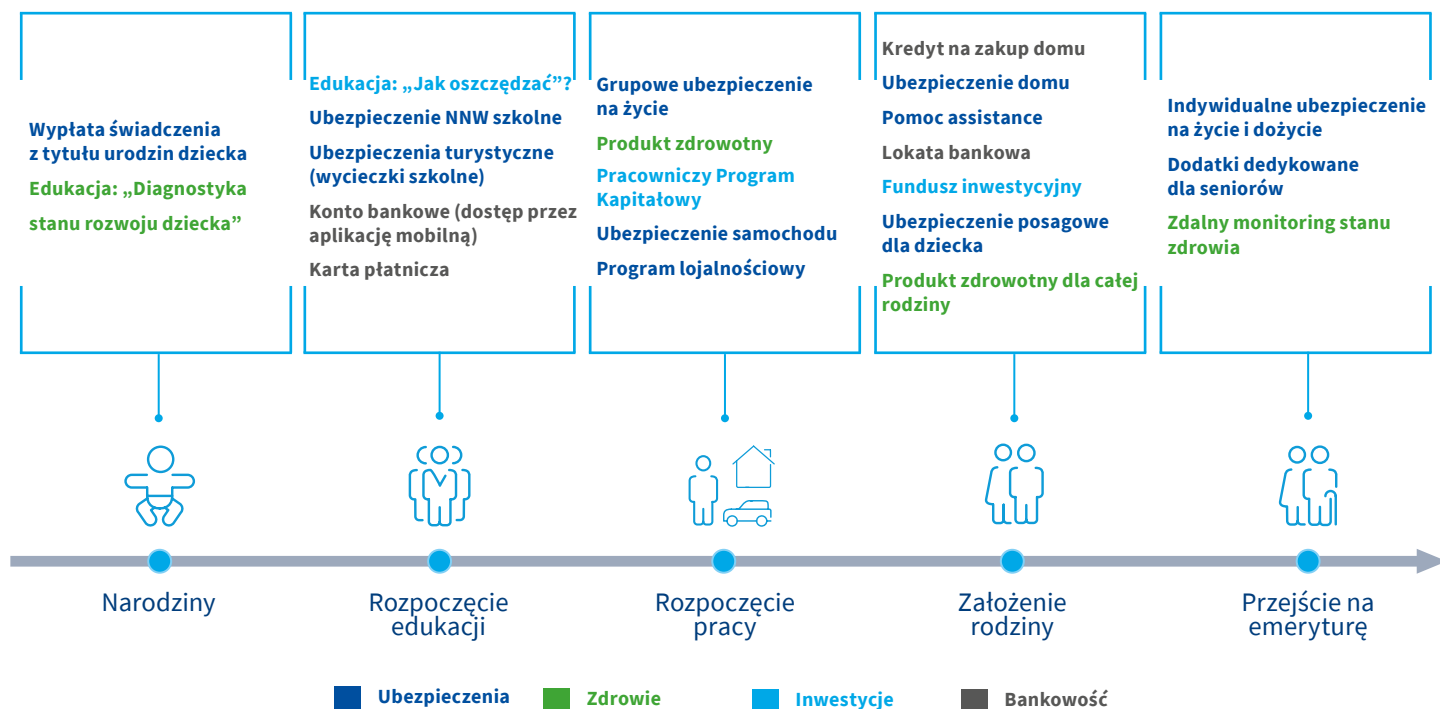 Wypłata świadczenia
z tytułu urodzin dziecka
Edukacja: „Diagnostyka
stanu rozwoju dziecka”
Edukacja: „Jak oszczędzać”?
Ubezpieczenie NNW szkolne
Ubezpieczenia turystyczne
(wycieczki szkolne)
Konto bankowe (dostęp przez
aplikację mobilną)
Karta płatnicza
Grupowe ubezpieczenie
na życie
Produkt zdrowotny
Pracowniczy Program
Kapitałowy
Ubezpieczenie samochodu
Program lojalnościowy
Kredyt na zakup domu
Ubezpieczenie domu
Pomoc assistance
Lokata bankowa
Fundusz inwestycyjny
Ubezpieczenie posagowe
dla dziecka
Produkt zdrowotny dla całej
rodziny
Indywidualne ubezpieczenie
na życie i dożycie
Dodatki dedykowane
dla seniorów
Zdalny monitoring stanu
zdrowia
Narodziny
Rozpoczęcie
edukacji
Rozpoczęcie
pracy
Założenie
rodziny
Przejście na
emeryturę
Ubezpieczenia
Zdrowie
Inwestycje
Bankowość